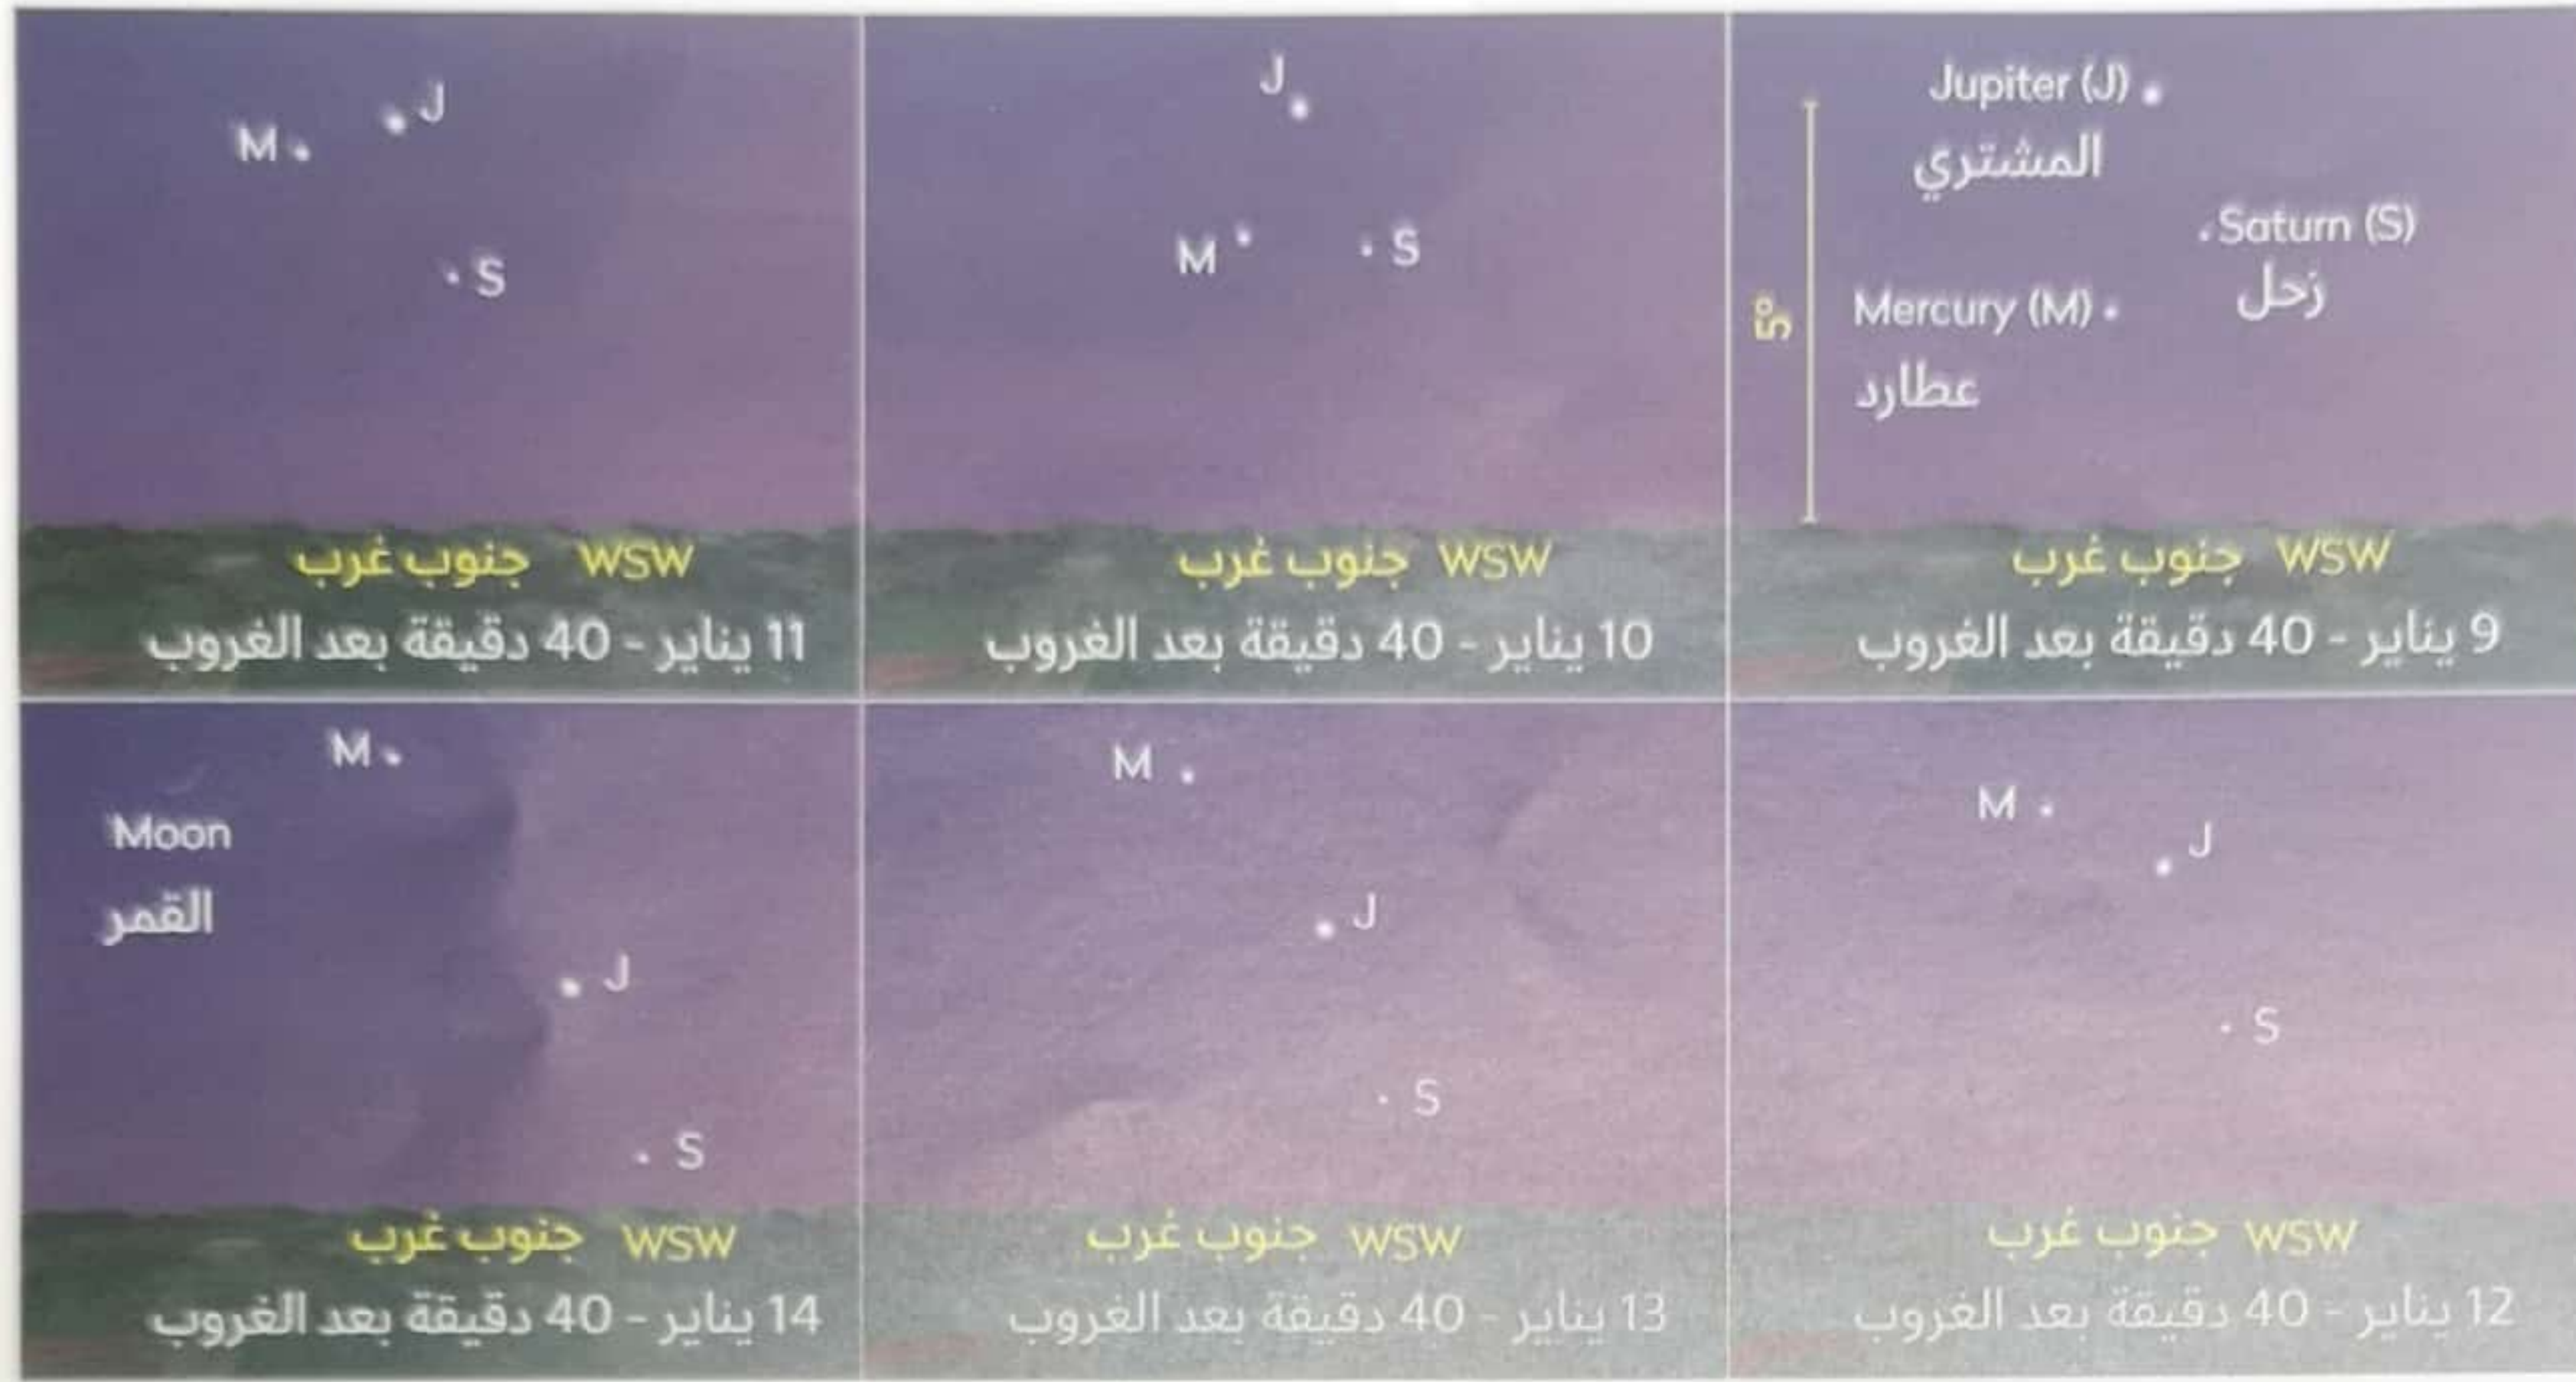 Jupiter (J)
المشتري
Saturn (S)
زحل
Mercury (M)
عطارد
5°
WSW جنوب غرب
9 يناير - 40 دقيقة بعد الغروب
J
M
S
WSW جنوب غرب
10 يناير - 40 دقيقة بعد الغروب
J
M
S
WSW جنوب غرب
11 يناير - 40 دقيقة بعد الغروب
M
J
S
WSW جنوب غرب
12 يناير - 40 دقيقة بعد الغروب
M
J
S
WSW جنوب غرب
13 يناير - 40 دقيقة بعد الغروب
M
Moon
القمر
J
S
WSW جنوب غرب
14 يناير - 40 دقيقة بعد الغروب